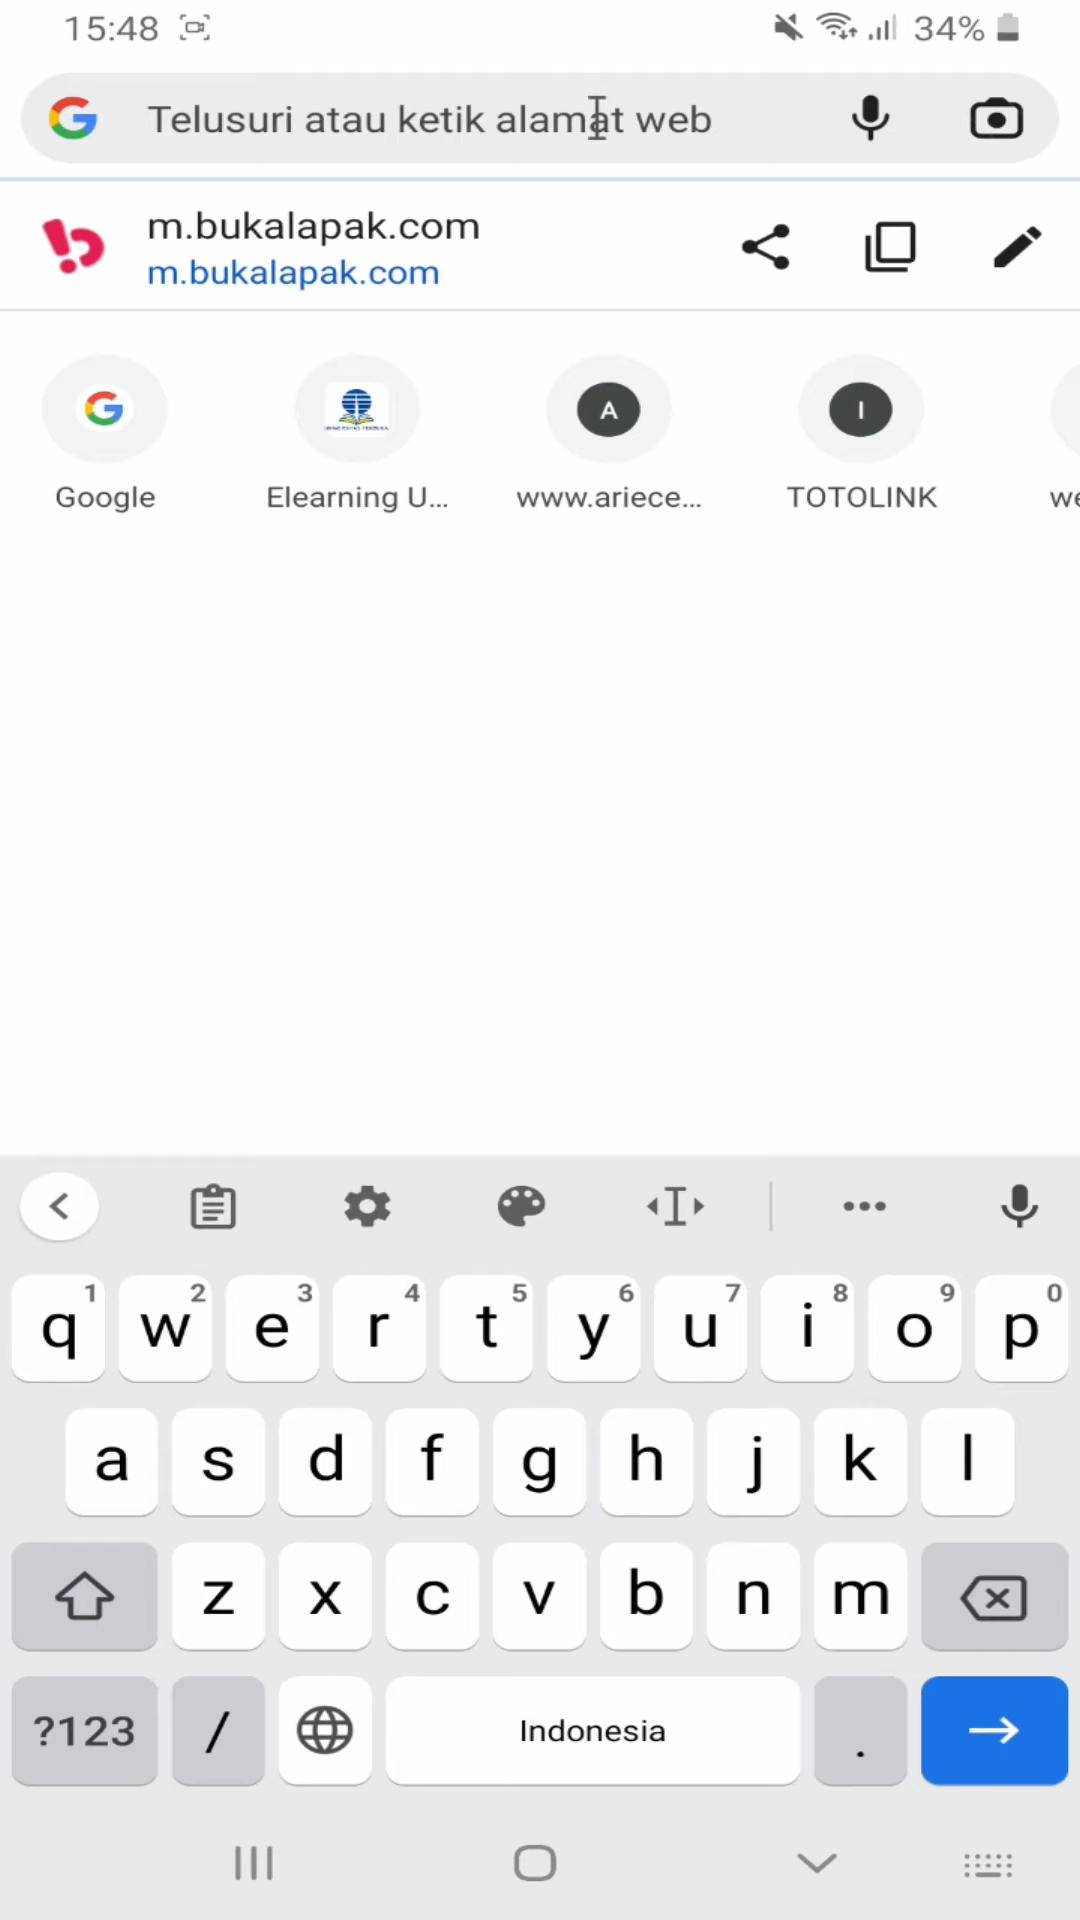 15:48 34%
Telusuri atau ketik alamat web
m.bukalapak.com
m.bukalapak.com
A I
Google Elearning U... www.ariece... TOTOLINK we
1 2 3 4 5 6 7 8 9 0
q w e r t y u i o p
a s d f g h j k l
z x c v b n m
?123 / Indonesia .